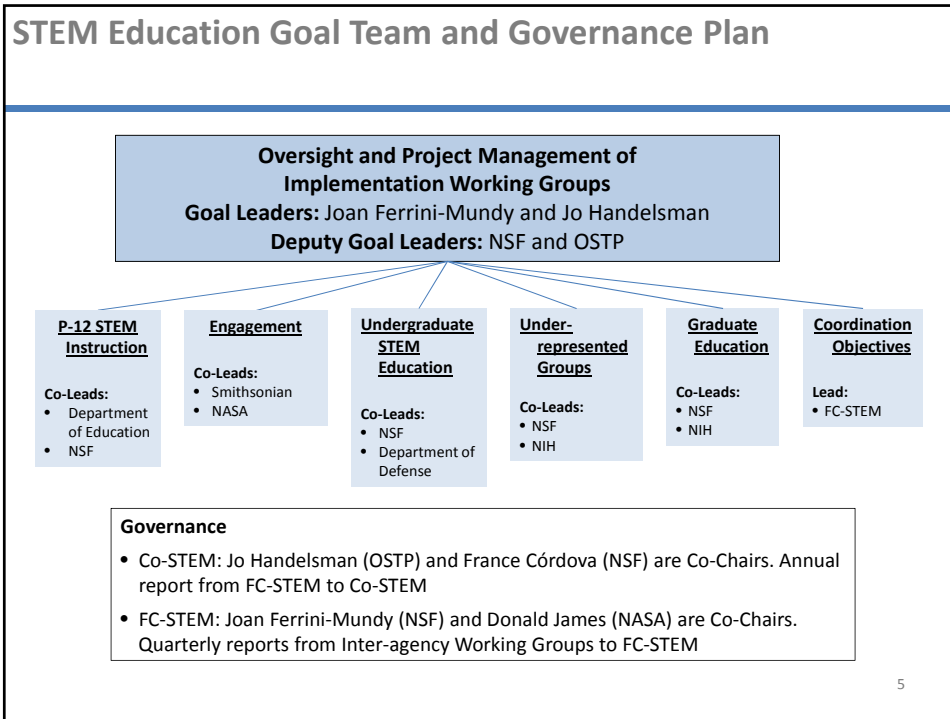 STEM Education Goal Team and Governance Plan
Oversight and Project Management of
Implementation Working Groups
Goal Leaders: Joan Ferrini-Mundy and Jo Handelsman
Deputy Goal Leaders: NSF and OSTP
P-12 STEM
Instruction
Co-Leads:
• Department
of Education
• NSF
Engagement
Co-Leads:
• Smithsonian
• NASA
Undergraduate
STEM
Education
Co-Leads:
• NSF
• Department of
Defense
Under-
represented
Groups
Co-Leads:
• NSF
• NIH
Graduate
Education
Co-Leads:
• NSF
• NIH
Coordination
Objectives
Lead:
• FC-STEM
Governance
• Co-STEM: Jo Handelsman (OSTP) and France Córdova (NSF) are Co-Chairs. Annual
report from FC-STEM to Co-STEM
• FC-STEM: Joan Ferrini-Mundy (NSF) and Donald James (NASA) are Co-Chairs.
Quarterly reports from Inter-agency Working Groups to FC-STEM
5